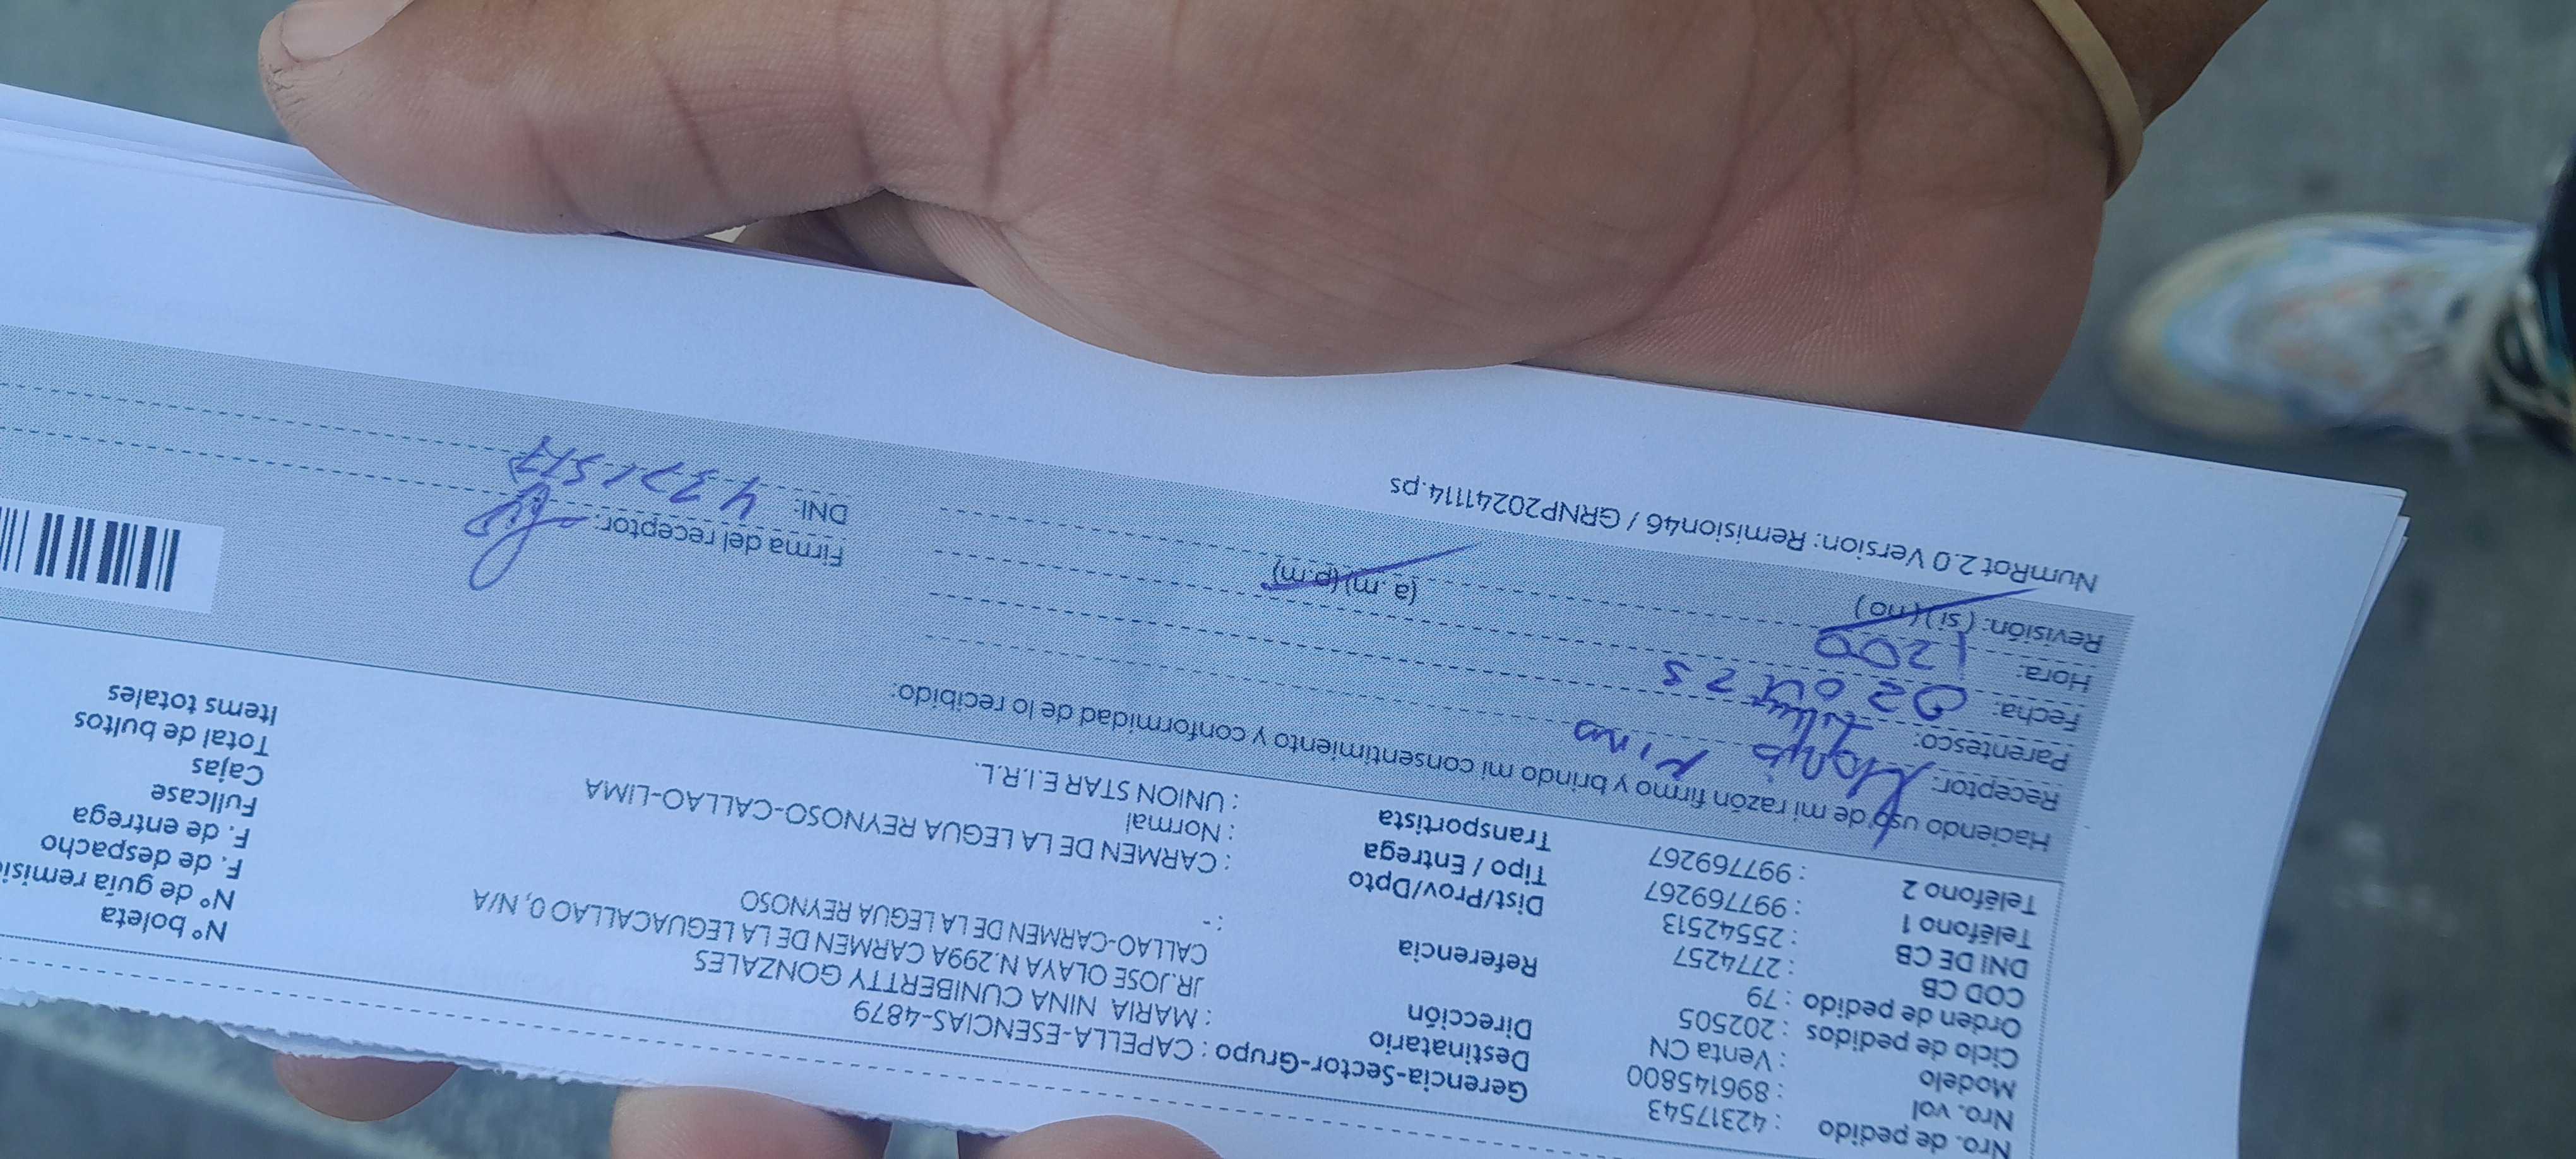 Nro. de pedido : 42317543
Nro. vol : 896145800
Modelo : Venta CN
Ciclo de pedidos : 202505
Orden de pedido : 79
COD CB : 2774257
DNI DE CB : 25542513
Teléfono 1 : 997769267
Teléfono 2 : 997769267
Gerencia-Sector-Grupo : CAPELLA-ESENCIAS-4879
Destinatario : MARIA NINA CUNIBERTTY GONZALES
Dirección JR.JOSE OLAYA N.299A CARMEN DE LA LEGUACALLAO 0, N/A
CALLAO-CARMEN DE LA LEGUA REYNOSO
Referencia : -
Dist/Prov/Dpto : CARMEN DE LA LEGUA REYNOSO-CALLAO-LIMA
Tipo / Entrega : Normal
Transportista : UNION STAR E.I.R.L.
N° boleta
N° de guía remisi
F. de despacho
F. de entrega
Fullcase
Cajas
Total de bultos
Items totales
Haciendo uso de mi razón firmo y brindo mi consentimiento y conformidad de lo recibido:
Receptor: Pino
Parentesco:
Fecha: 02
Hora: 1200 (a.m) (p.m)
Revisión: (si) (no)
Firma del receptor:
DNI:
NumRot 2.0 Version: Remision46 / GRNP20241114.ps